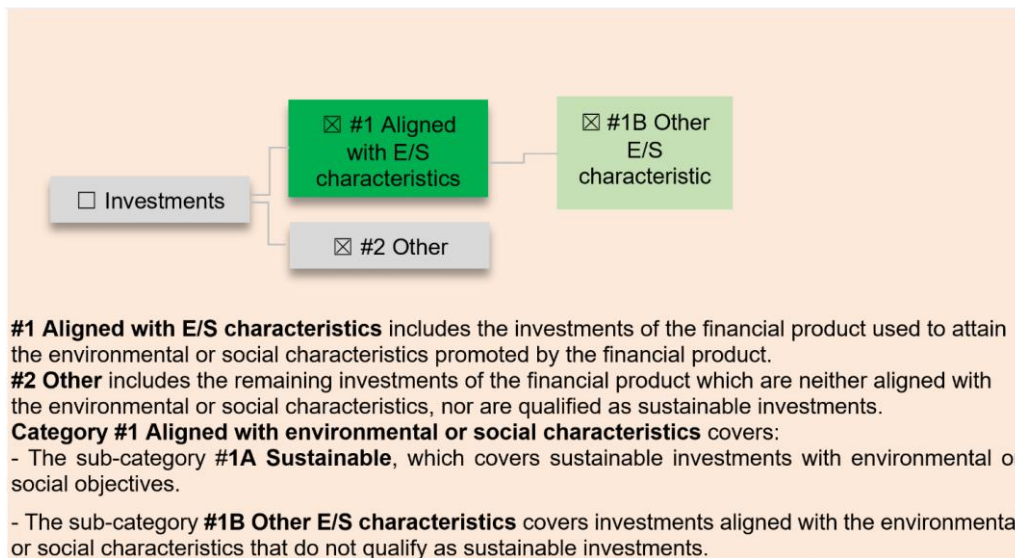 ☒ #1 Aligned
with E/S
characteristics
☒ #1B Other
E/S
characteristic
☐ Investments
☒ #2 Other
#1 Aligned with E/S characteristics includes the investments of the financial product used to attain
the environmental or social characteristics promoted by the financial product.
#2 Other includes the remaining investments of the financial product which are neither aligned with
the environmental or social characteristics, nor are qualified as sustainable investments.
Category #1 Aligned with environmental or social characteristics covers:
- The sub-category #1A Sustainable, which covers sustainable investments with environmental o
social objectives.
- The sub-category #1B Other E/S characteristics covers investments aligned with the environmenta
or social characteristics that do not qualify as sustainable investments.